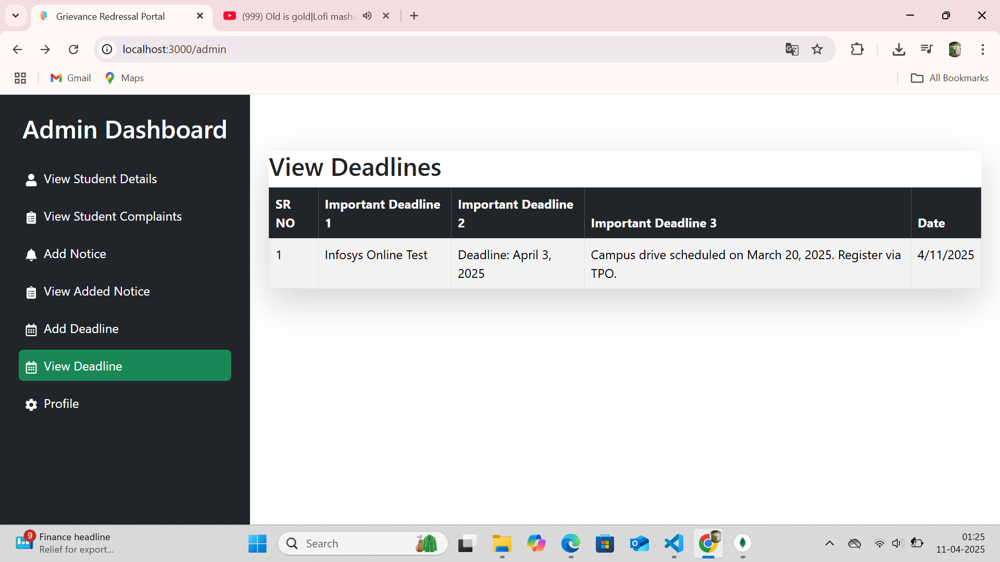 Grievance Redressal Portal
(999) Old is gold|Lofi mashu
localhost:3000/admin
Gmail
Maps
All Bookmarks
Admin Dashboard
View Student Details
View Student Complaints
Add Notice
View Added Notice
Add Deadline
View Deadline
Profile
View Deadlines
SR
NO
Important Deadline
1
Important Deadline
2
Important Deadline 3
Date
1
Infosys Online Test
Deadline: April 3,
2025
Campus drive scheduled on March 20, 2025. Register via
TPO.
4/11/2025
9
Finance headline
Relief for export...
Search
01:25
11-04-2025